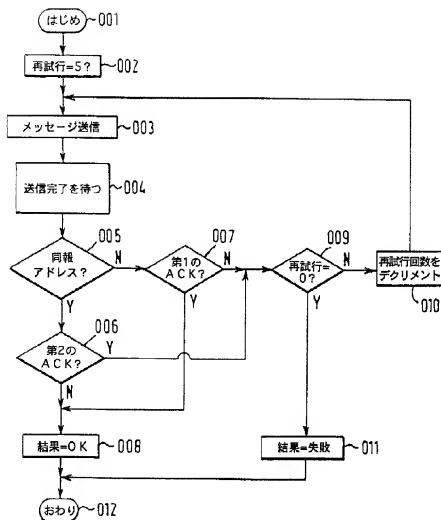 はじめ
001
再試行=5?
002
メッセージ送信
003
送信完了を待つ
004
同報
アドレス?
005
N
Y
第1の
ACK?
007
N
Y
再試行=
0?
009
N
Y
再試行回数を
デクリメント
010
第2の
ACK?
006
Y
N
結果=OK
008
結果=失敗
011
おわり
012